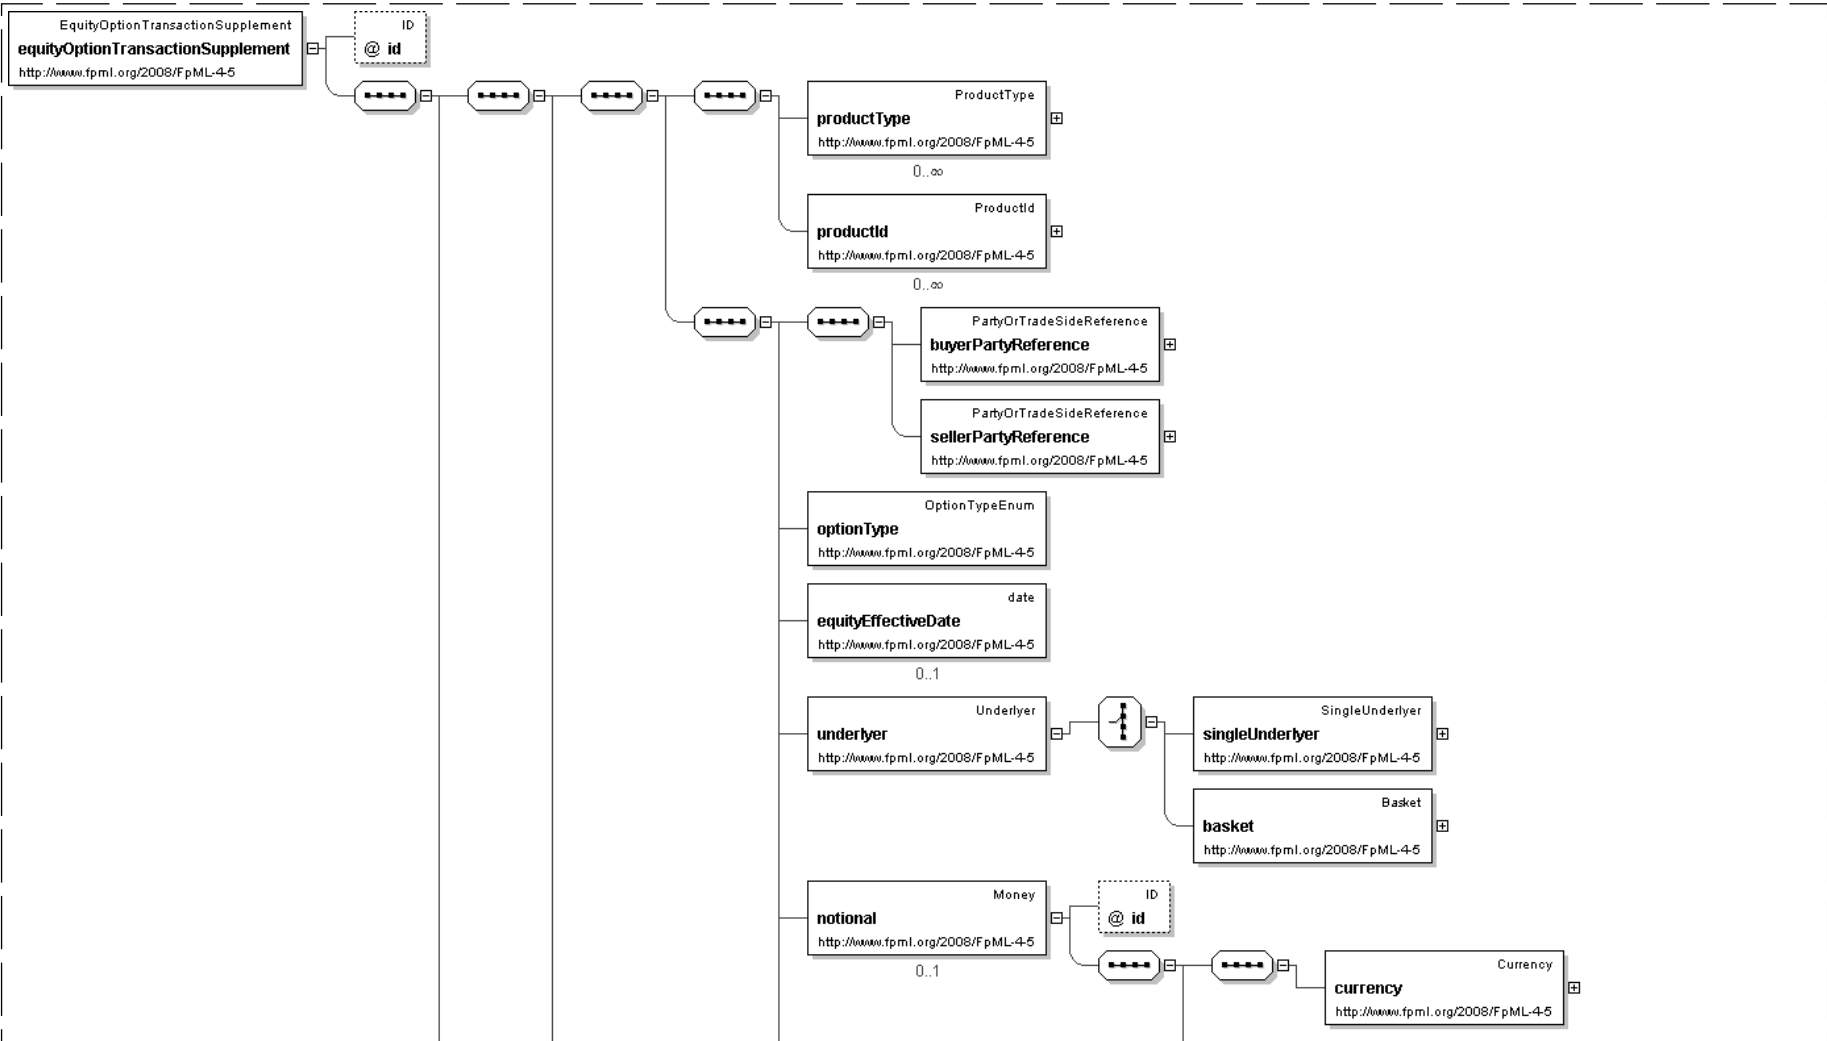 EquityOptionTransactionSupplement
equityOptionTransactionSupplement
http://www.fpml.org/2008/FpML-4-5
ID
@ id
ProductType
productType
http://www.fpml.org/2008/FpML-4-5
0..∞
ProductId
productId
http://www.fpml.org/2008/FpML-4-5
0..∞
PartyOrTradeSideReference
buyerPartyReference
http://www.fpml.org/2008/FpML-4-5
PartyOrTradeSideReference
sellerPartyReference
http://www.fpml.org/2008/FpML-4-5
OptionTypeEnum
optionType
http://www.fpml.org/2008/FpML-4-5
date
equityEffectiveDate
http://www.fpml.org/2008/FpML-4-5
0..1
Underlyer
underlyer
http://www.fpml.org/2008/FpML-4-5
SingleUnderlyer
singleUnderlyer
http://www.fpml.org/2008/FpML-4-5
Basket
basket
http://www.fpml.org/2008/FpML-4-5
Money
notional
http://www.fpml.org/2008/FpML-4-5
0..1
ID
@ id
Currency
currency
http://www.fpml.org/2008/FpML-4-5